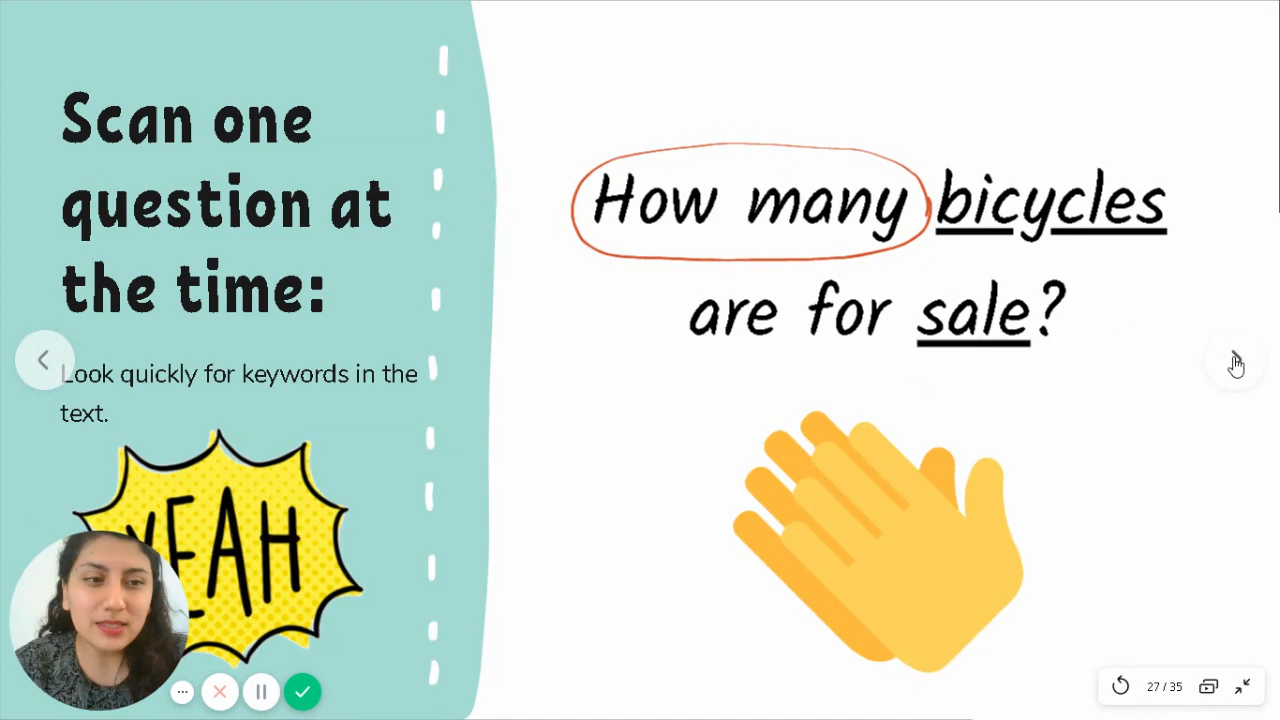 Scan one
question at
the time:
Look quickly for keywords in the
text.
YEAH
How many bicycles
are for sale?
27 / 35